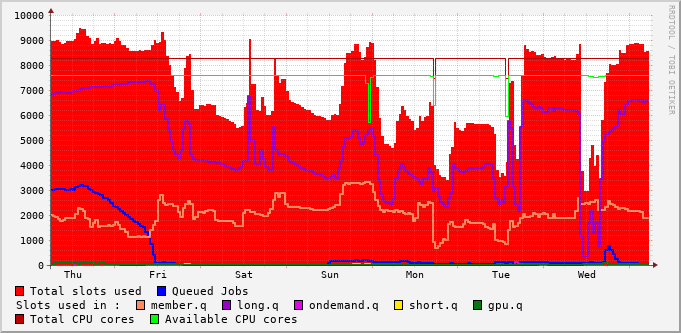 10000
9000
8000
7000
6000
5000
4000
3000
2000
1000
0
Thu Fri Sat Sun Mon Tue Wed
RRDTOOL / TOBI OETIKER
Total slots used Queued Jobs
Slots used in : member.q long.q ondemand.q short.q gpu.q
Total CPU cores Available CPU cores